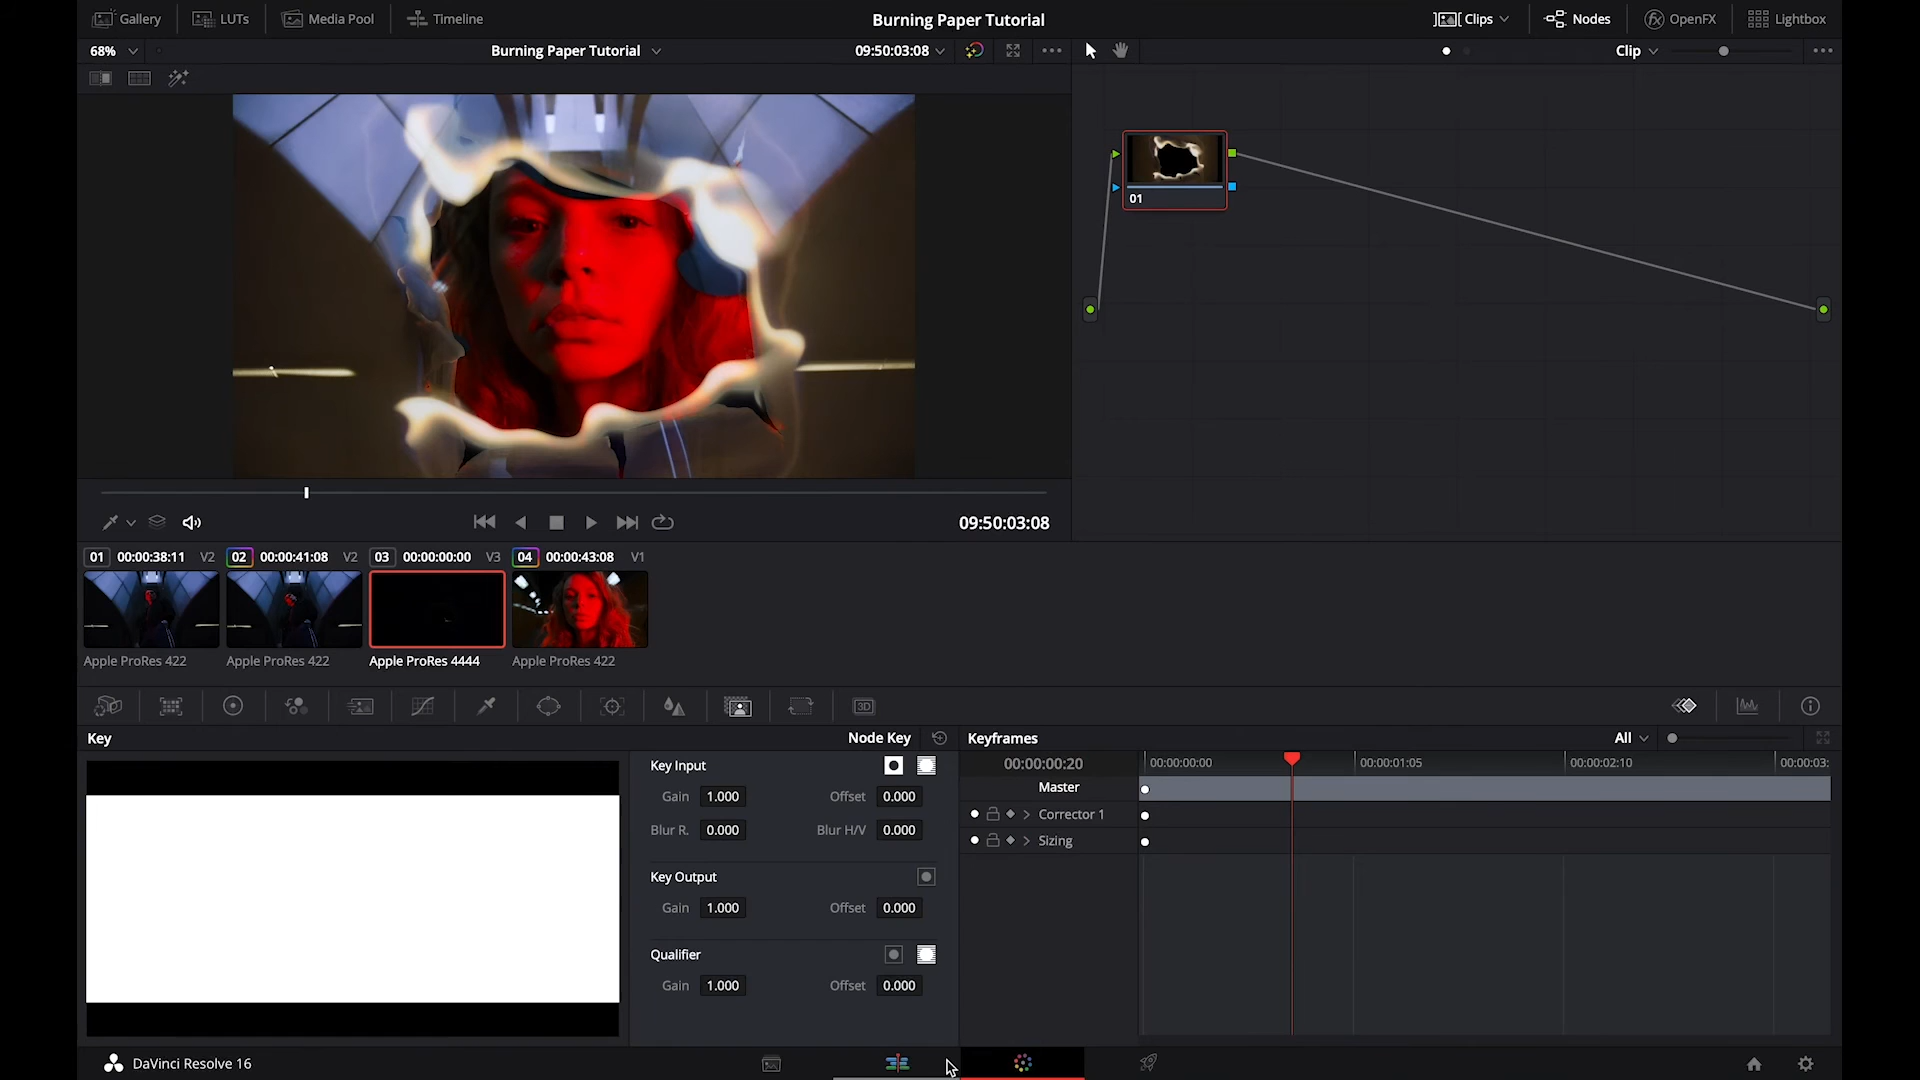 Gallery LUTs Media Pool Timeline Burning Paper Tutorial Clips Nodes OpenFX Lightbox
68% Burning Paper Tutorial 09:50:03:08 Clip
01
09:50:03:08
01 00:00:38:11 V2 02 00:00:41:08 V2 03 00:00:00:00 V3 04 00:00:43:08 V1
Apple ProRes 422 Apple ProRes 422 Apple ProRes 4444 Apple ProRes 422
3D
Key Node Key Keyframes All
Key Input 00:00:00:20 00:00:00:00 00:00:01:05 00:00:02:10 00:00:03:
Master
Gain 1.000 Offset 0.000
Corrector 1
Blur R. 0.000 Blur H/V 0.000
Sizing
Key Output
Gain 1.000 Offset 0.000
Qualifier
Gain 1.000 Offset 0.000
DaVinci Resolve 16